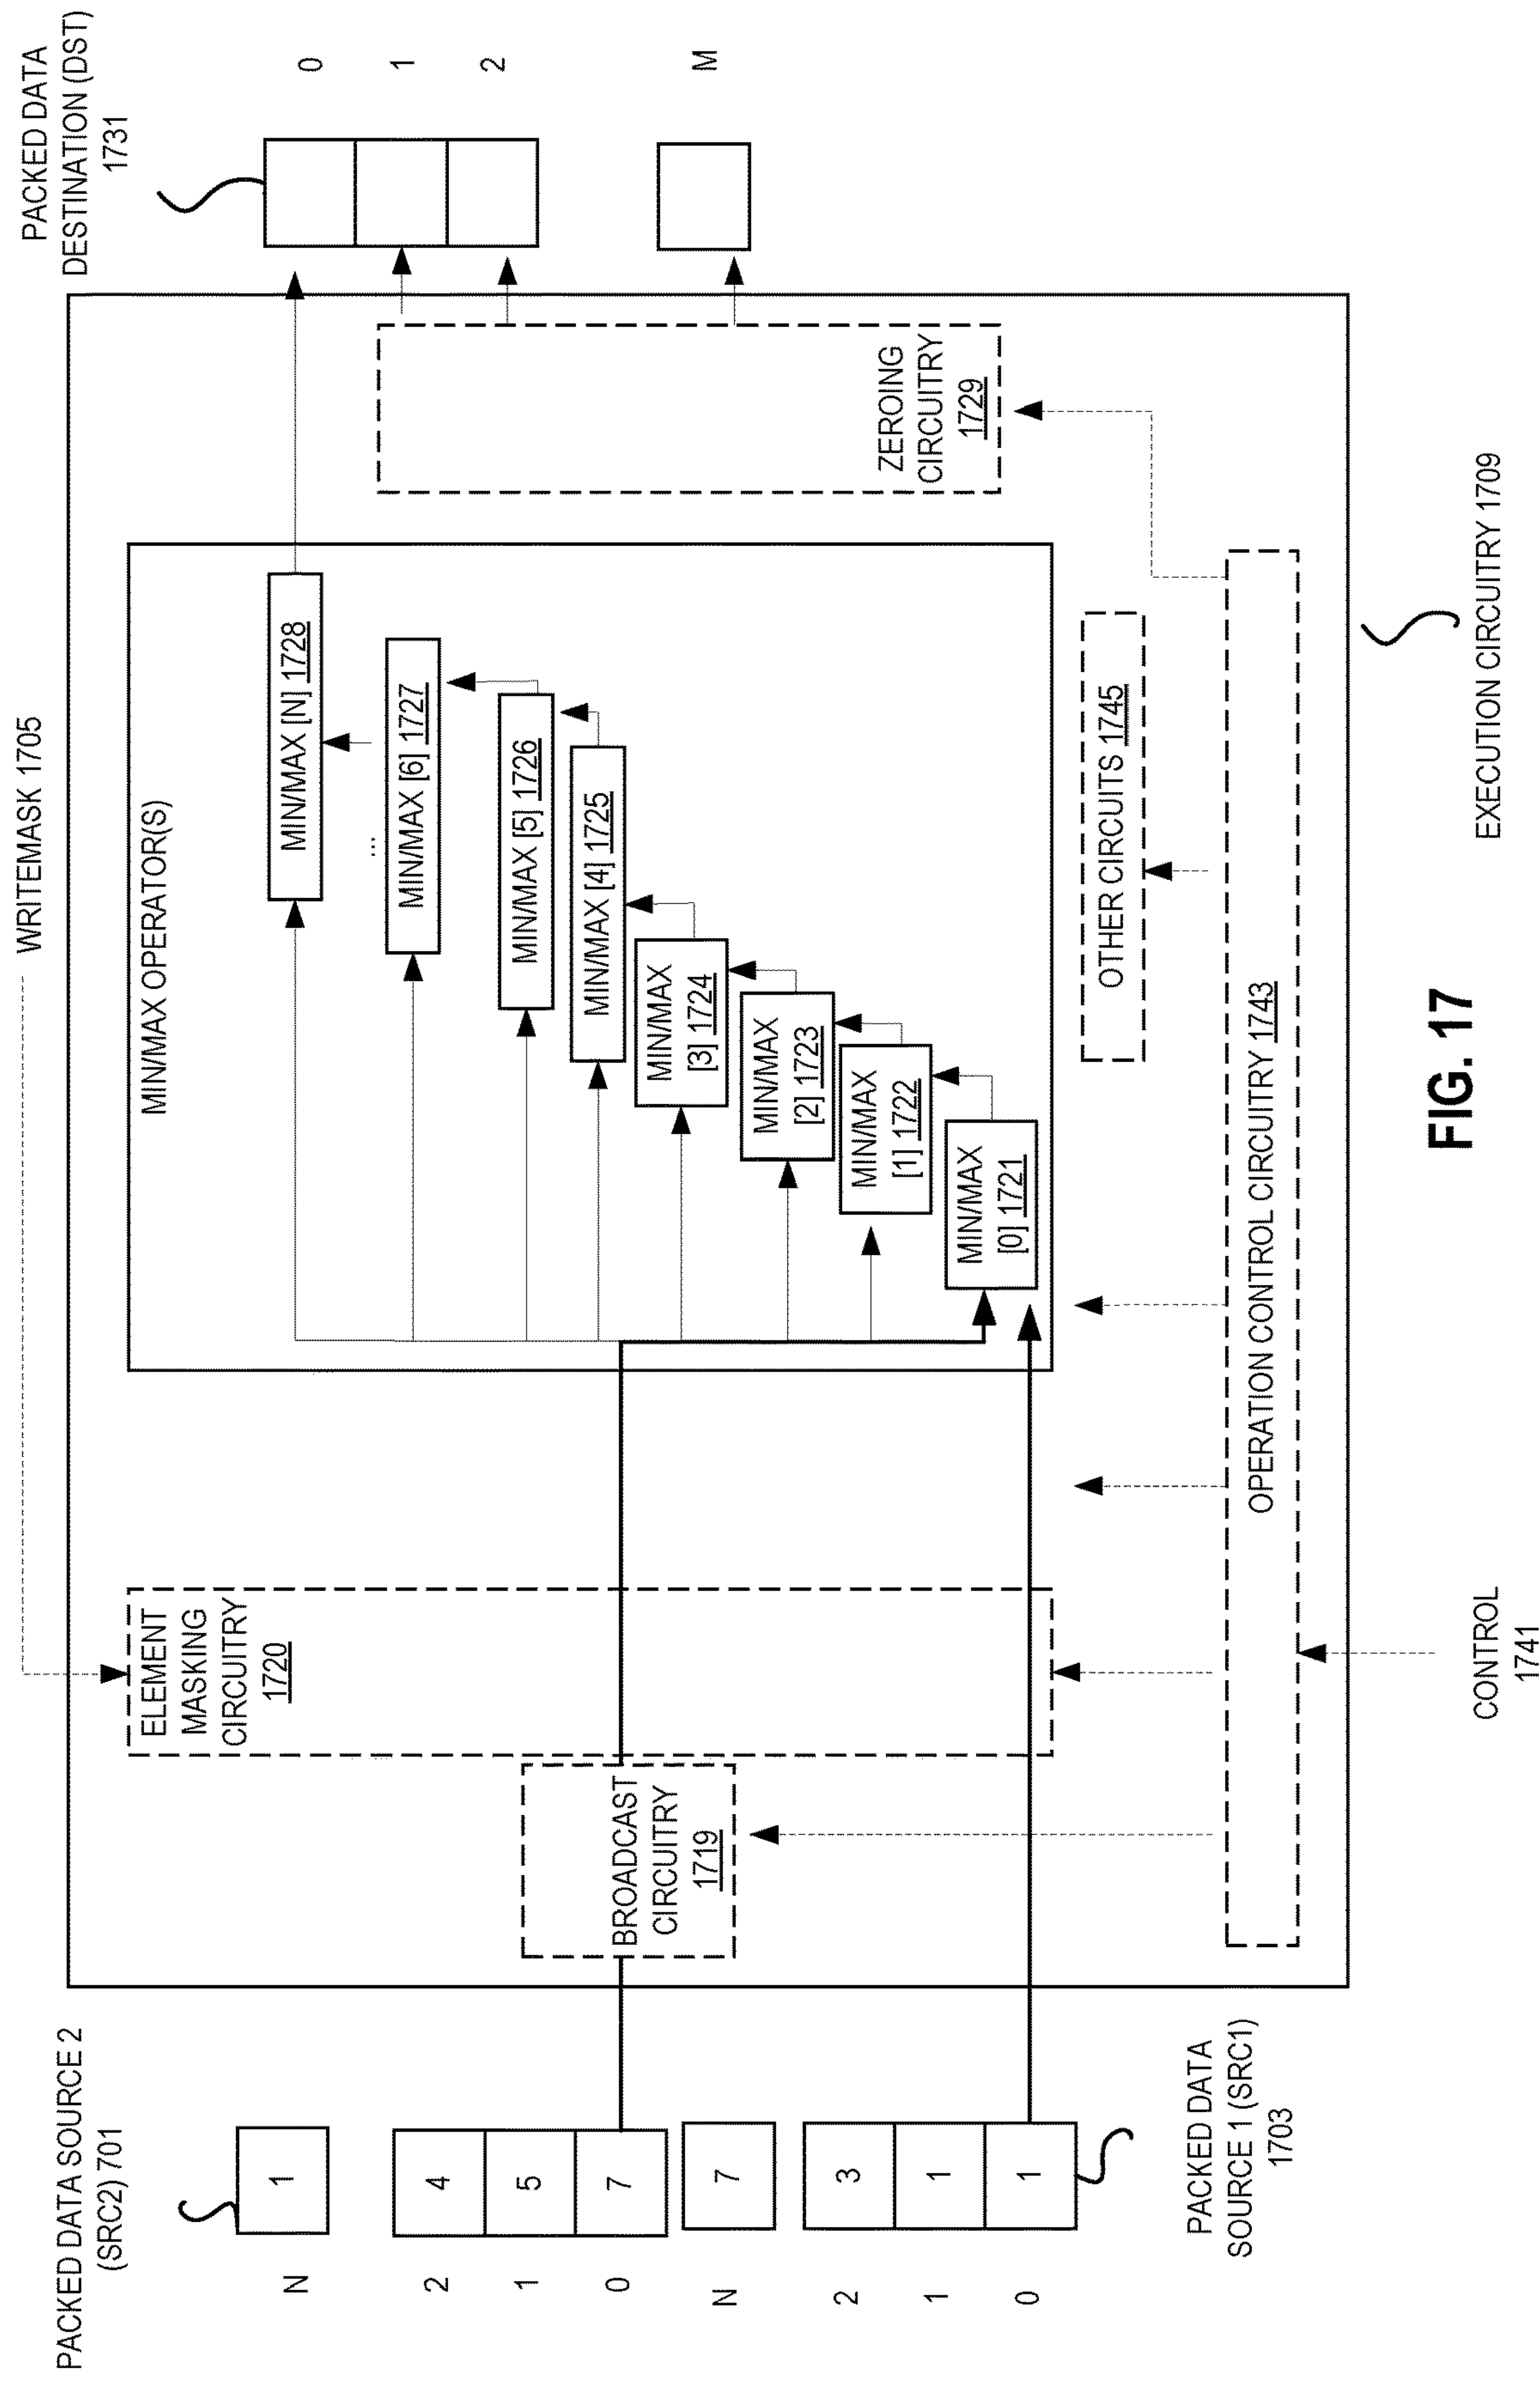 WRITEMASK 1705
PACKED DATA SOURCE 2
(SRC2) 701
N
1
2
4
1
5
0
7
N
7
2
3
1
1
0
1
PACKED DATA
SOURCE 1 (SRC1)
1703
BROADCAST
CIRCUITRY
1719
ELEMENT
MASKING
CIRCUITRY
1720
MIN/MAX OPERATOR(S)
MIN/MAX [N] 1728
...
MIN/MAX [6] 1727
MIN/MAX [5] 1726
MIN/MAX [4] 1725
MIN/MAX
[3] 1724
MIN/MAX
[2] 1723
MIN/MAX
[1] 1722
MIN/MAX
[0] 1721
ZEROING
CIRCUITRY
1729
PACKED DATA
DESTINATION (DST)
1731
0
1
2
M
OTHER CIRCUITS 1745
OPERATION CONTROL CIRCUITRY 1743
CONTROL
1741
EXECUTION CIRCUITRY 1709
FIG. 17